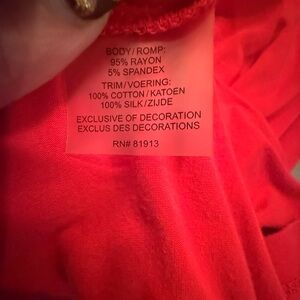 BODY/ROMP:
95% RAYON
5% SPANDEX
TRIM/VOERING:
100% COTTON/KATOEN
100% SILK/ZIJDE
EXCLUSIVE OF DECORATION
EXCLUS DES DECORATIONS
RN# 81913